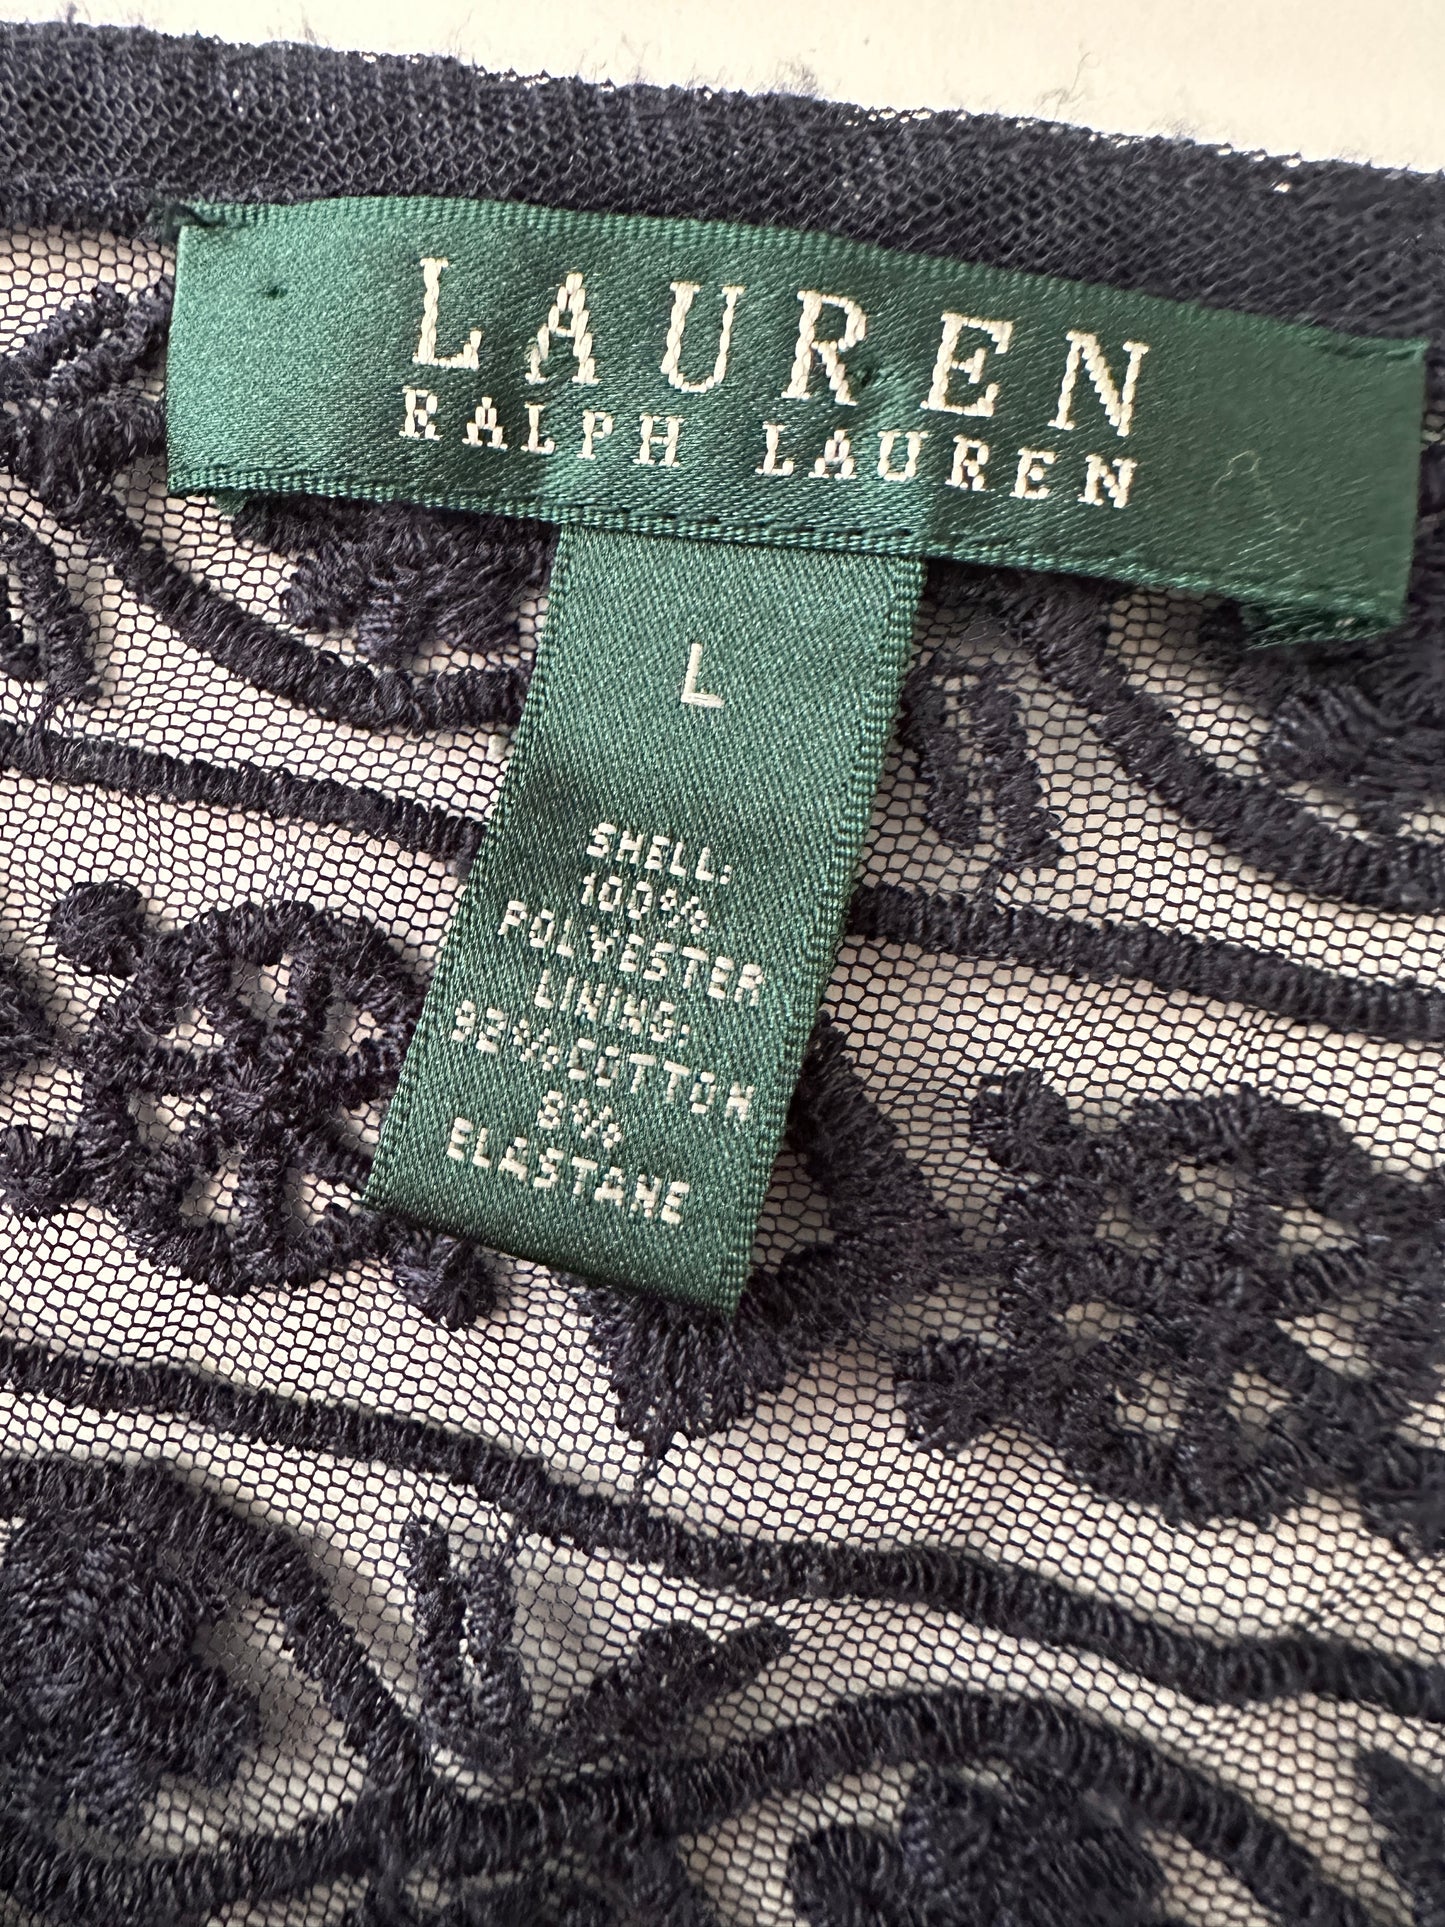 LAUREN
RALPH LAUREN
L
SHELL:
100%
POLYESTER
LINING:
92%COTTON
8%
ELASTANE